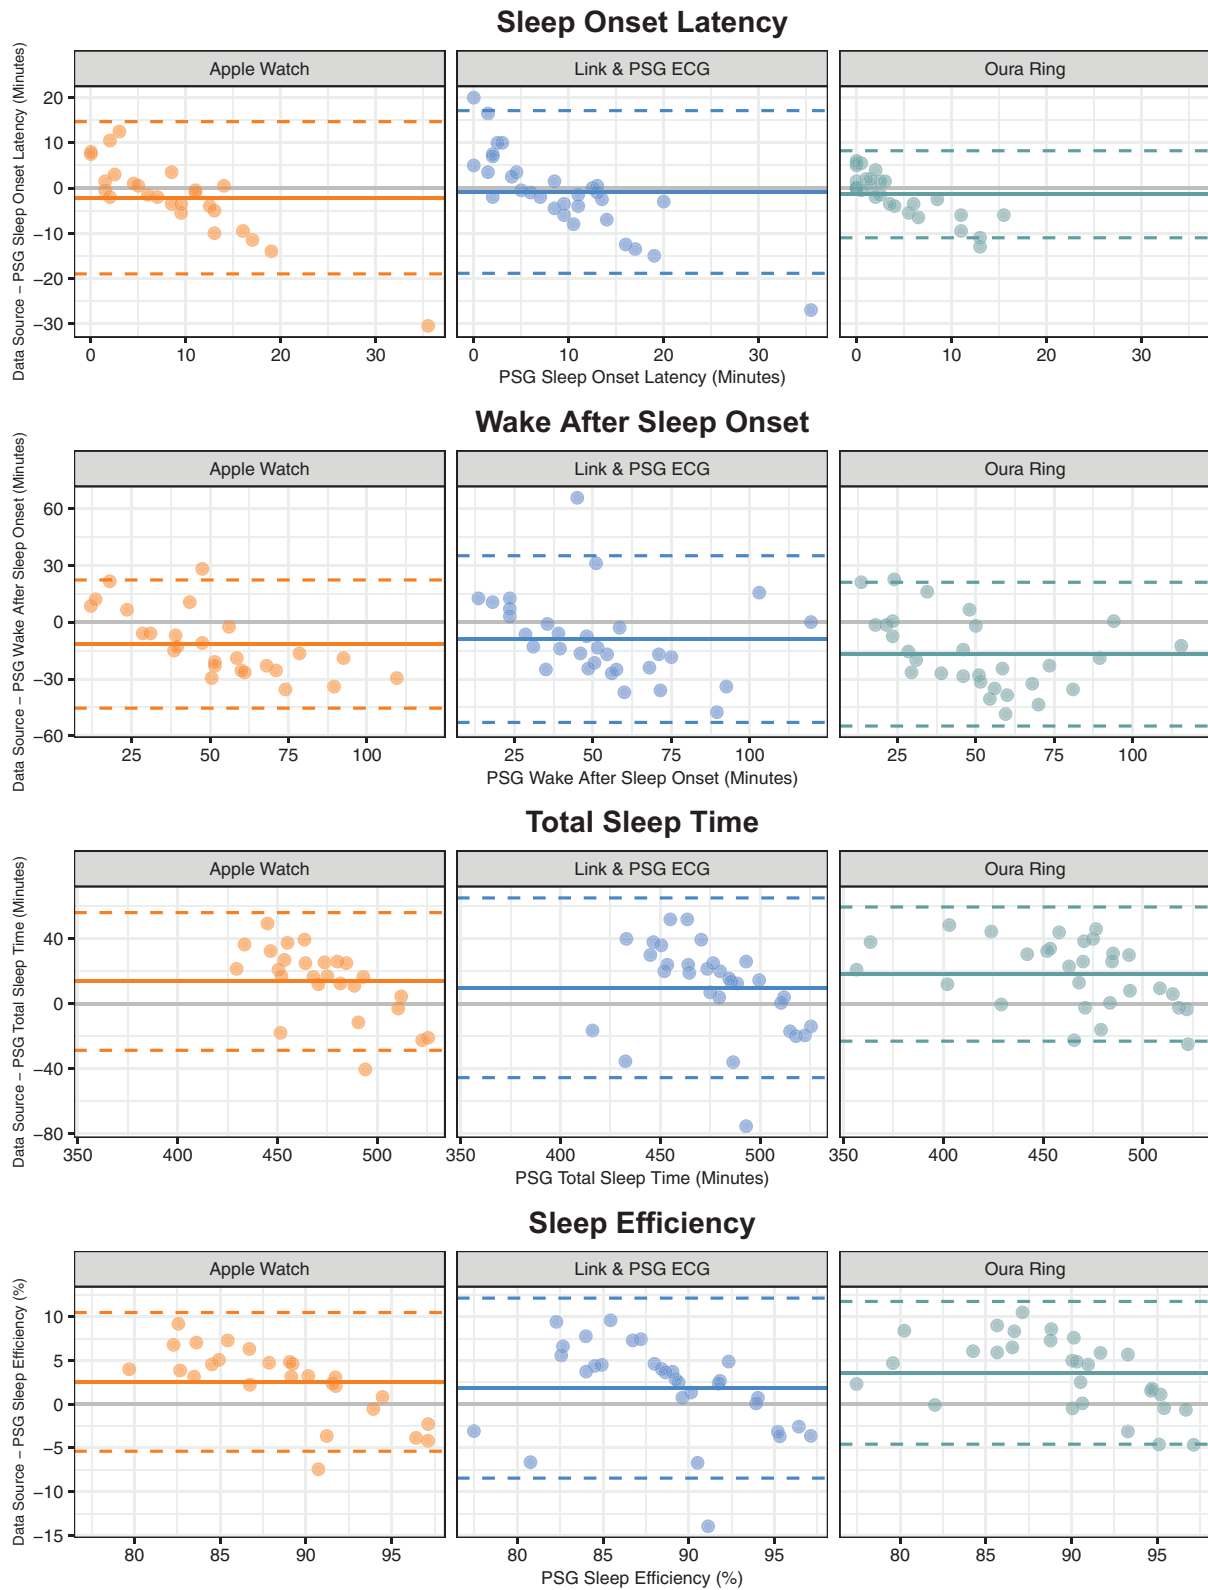 Sleep Onset Latency
Apple Watch
Link & PSG ECG
Oura Ring
Data Source – PSG Sleep Onset Latency (Minutes)
20
10
0
−10
−20
−30
0 10 20 30
0 10 20 30
0 10 20 30
PSG Sleep Onset Latency (Minutes)
Wake After Sleep Onset
Apple Watch
Link & PSG ECG
Oura Ring
Data Source – PSG Wake After Sleep Onset (Minutes)
60
30
0
−30
−60
25 50 75 100
25 50 75 100
25 50 75 100
PSG Wake After Sleep Onset (Minutes)
Total Sleep Time
Apple Watch
Link & PSG ECG
Oura Ring
Data Source – PSG Total Sleep Time (Minutes)
40
0
−40
−80
350 400 450 500
350 400 450 500
350 400 450 500
PSG Total Sleep Time (Minutes)
Sleep Efficiency
Apple Watch
Link & PSG ECG
Oura Ring
Data Source – PSG Sleep Efficiency (%)
10
5
0
−5
−10
−15
80 85 90 95
80 85 90 95
80 85 90 95
PSG Sleep Efficiency (%)